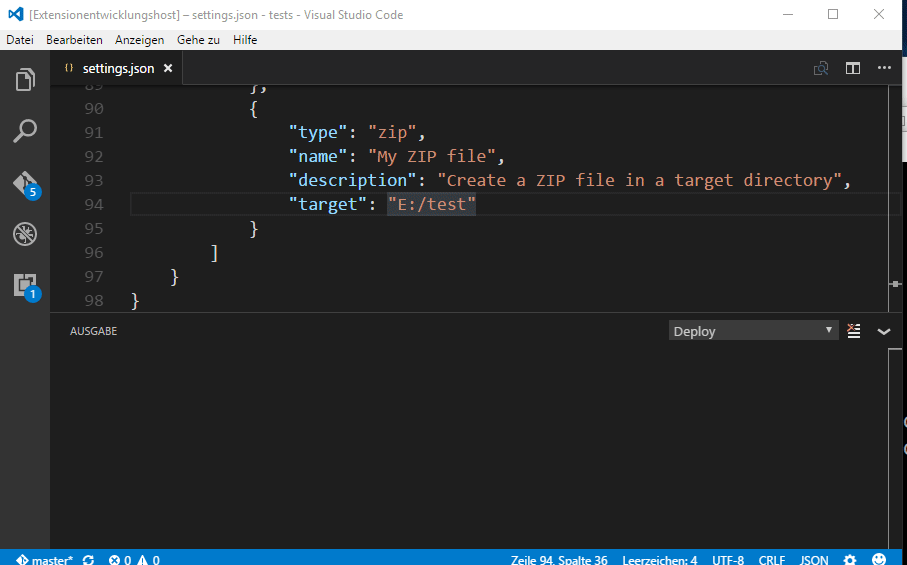 [Extensionentwicklungshost] – settings.json - tests - Visual Studio Code
Datei Bearbeiten Anzeigen Gehe zu Hilfe
{} settings.json ×
89 },
90 {
91 "type": "zip",
92 "name": "My ZIP file",
93 "description": "Create a ZIP file in a target directory",
94 "target": "E:/test"
95 }
96 ]
97 }
98 }
5
1
AUSGABE Deploy
master* 0 0 Zeile 94, Spalte 36 Leerzeichen: 4 UTF-8 CRLF JSON